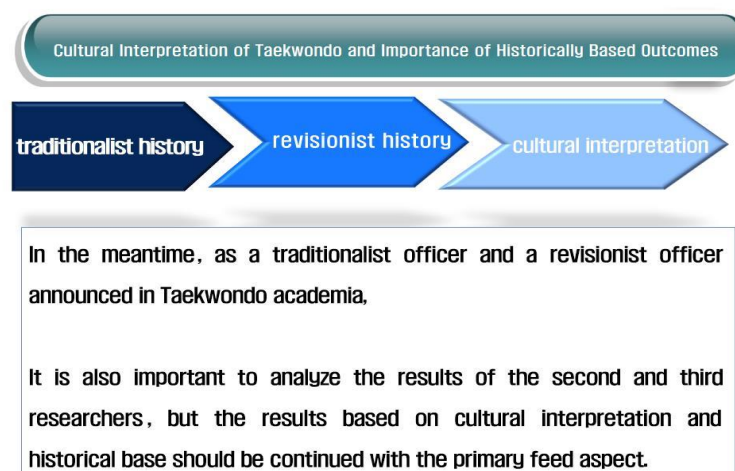 Cultural Interpretation of Taekwondo and Importance of Historically Based Outcomes
traditionalist history
revisionist history
cultural interpretation
In the meantime, as a traditionalist officer and a revisionist officer
announced in Taekwondo academia,
It is also important to analyze the results of the second and third
researchers, but the results based on cultural interpretation and
historical base should be continued with the primary feed aspect.